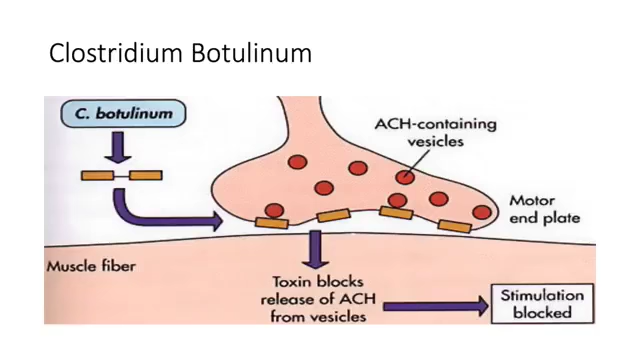 Clostridium Botulinum
C. botulinum
ACH-containing
vesicles
Motor
end plate
Muscle fiber
Toxin blocks
release of ACH
from vesicles
Stimulation
blocked